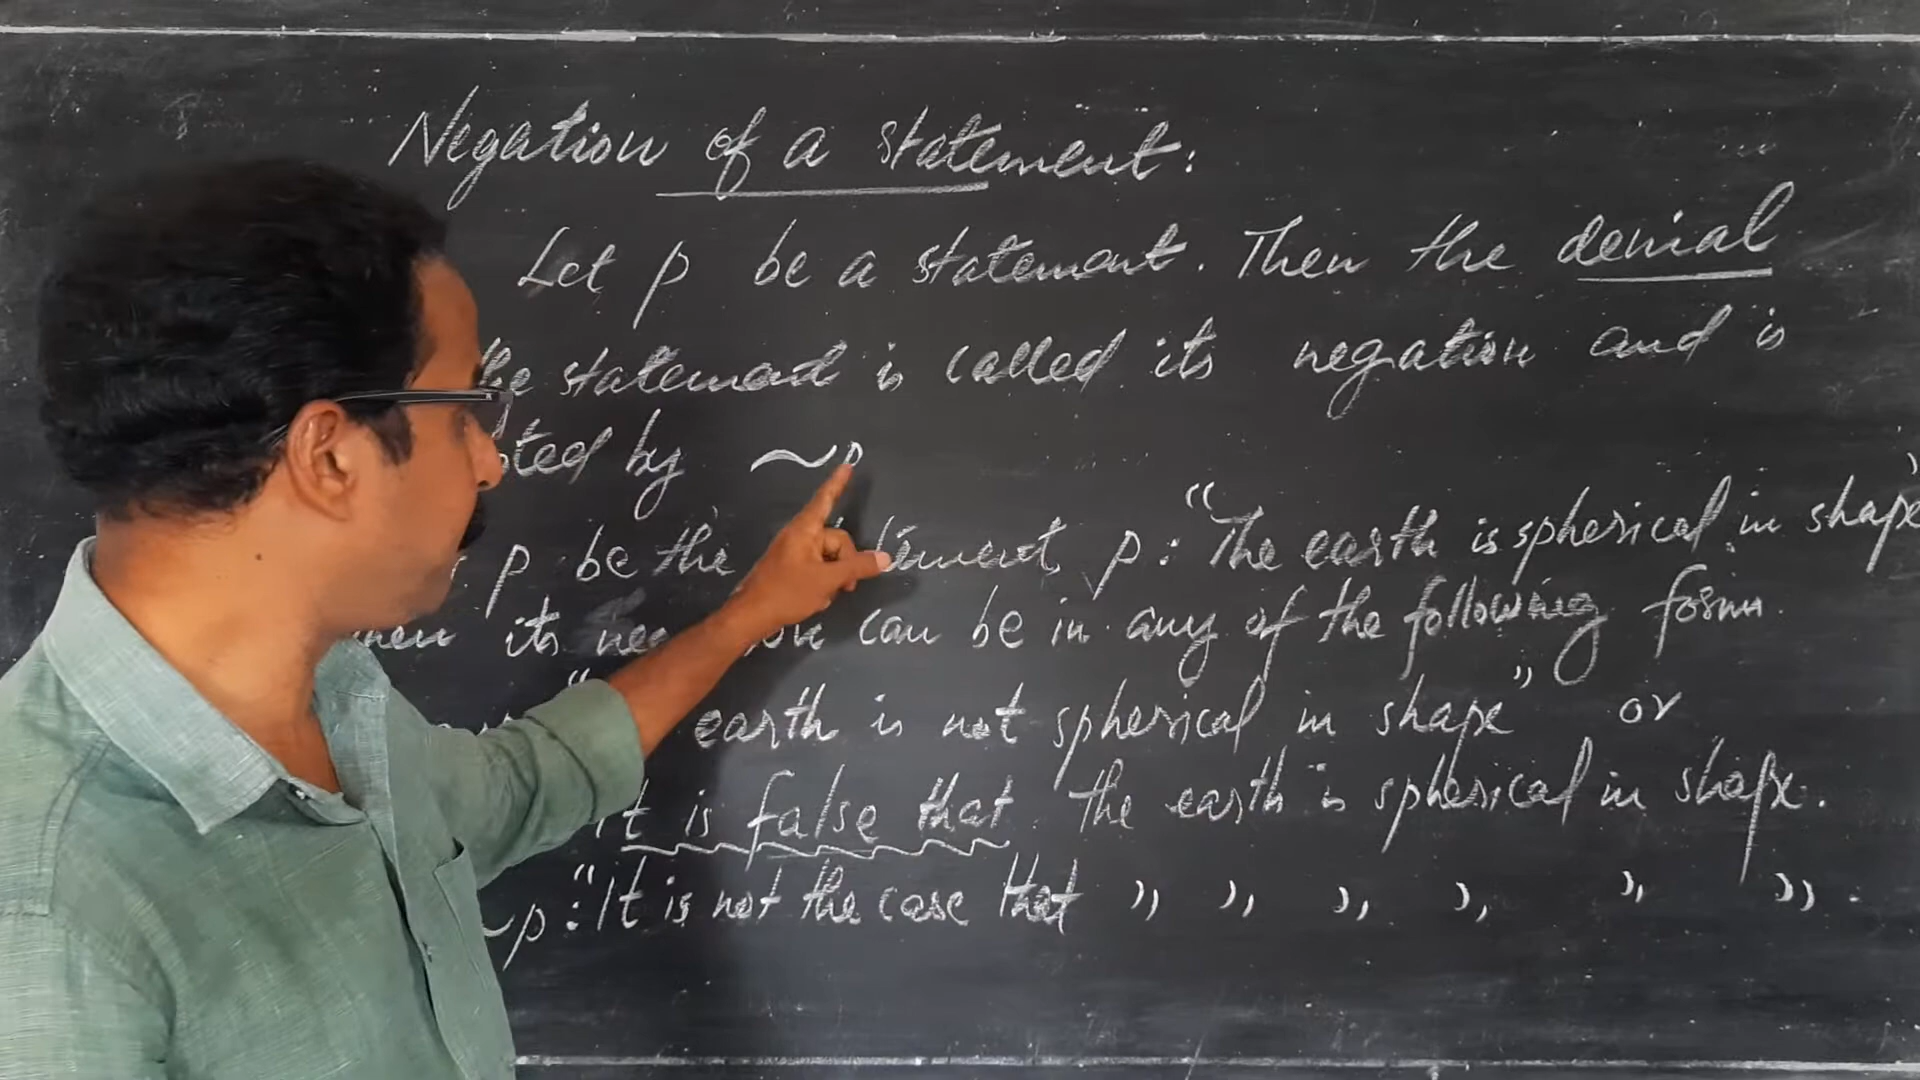 Negation of a statement:
Let p be a statement. Then the denial
the statement is called its negation and is
oted by ~p
p be the tement p: "The earth is spherical in shape"
its neg can be in any of the following form.
" earth is not spherical in shape" or
It is false that the earth is spherical in shape.
~p: "It is not the case that ,, ,, ,, ,, ,, ,, .